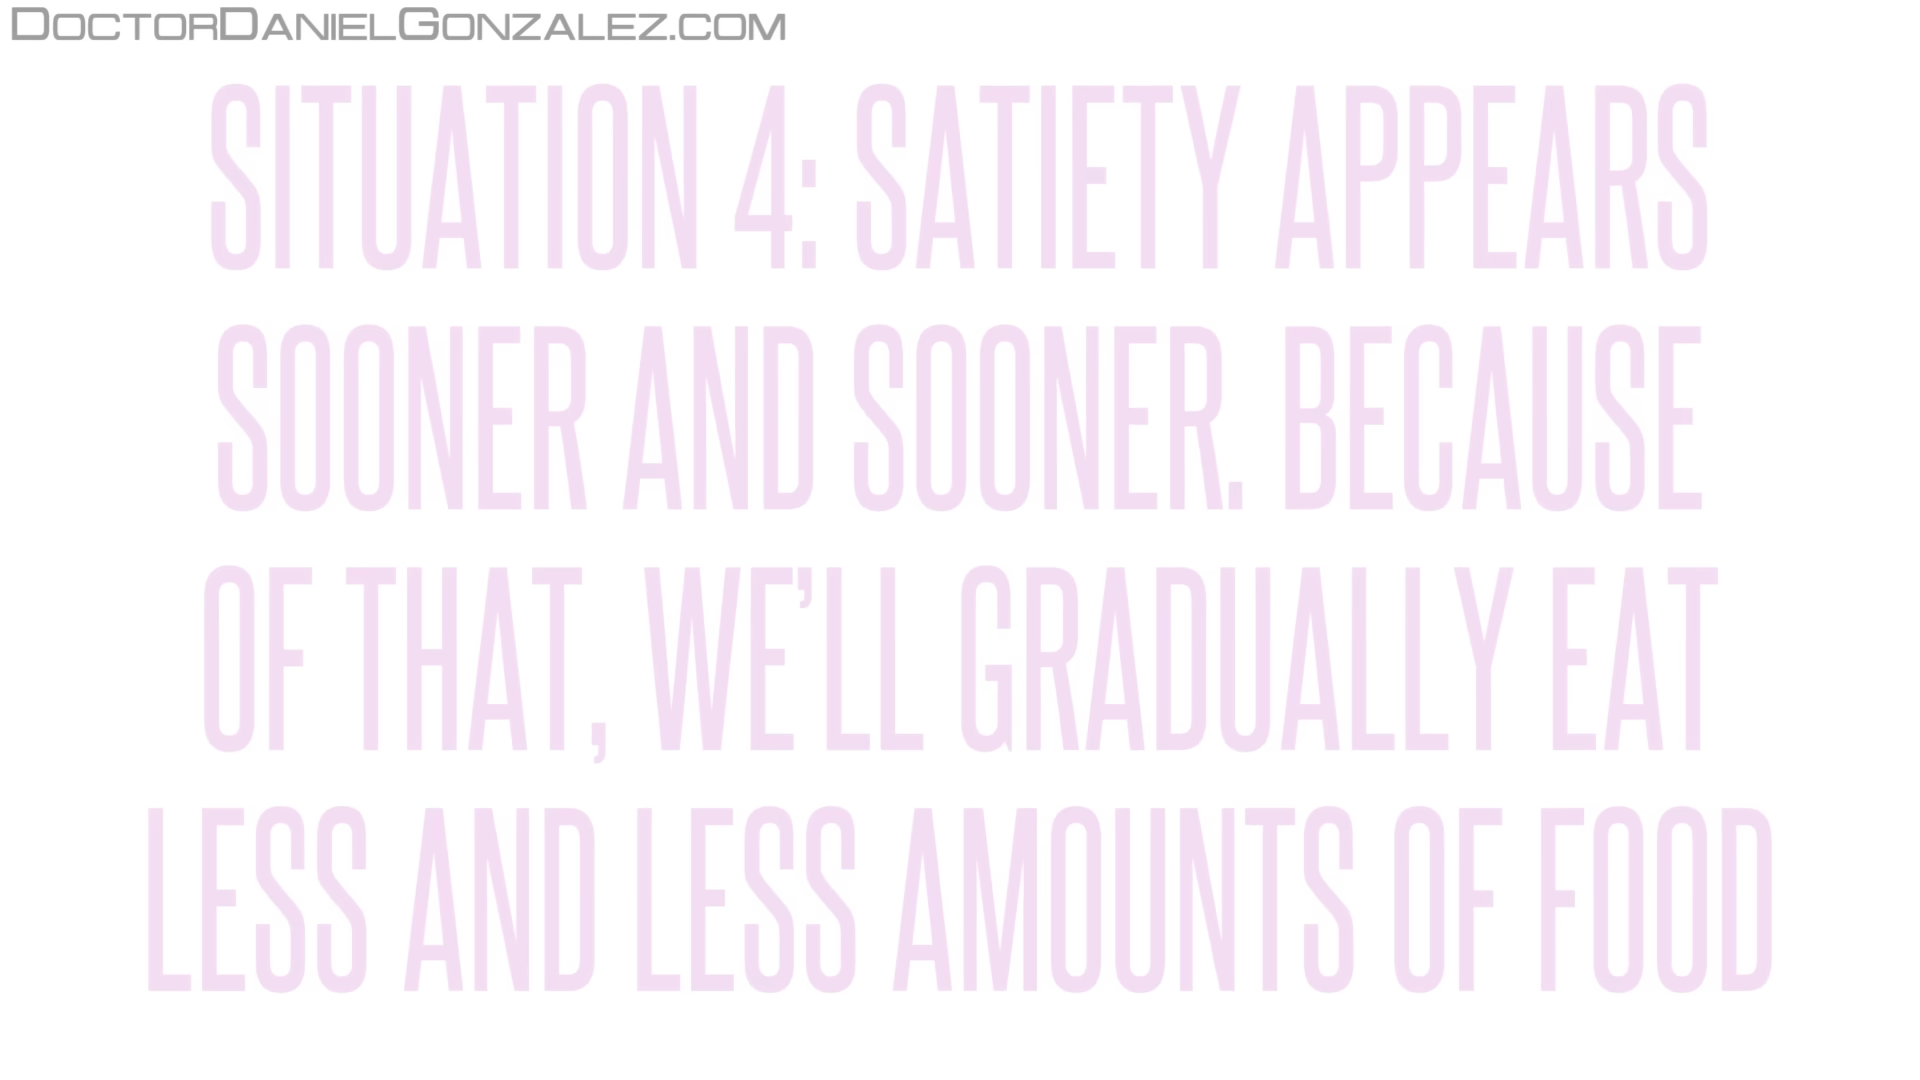 DOCTORDANIELGONZALEZ.COM
SITUATION 4: SATIETY APPEARS
SOONER AND SOONER. BECAUSE
OF THAT, WE'LL GRADUALLY EAT
LESS AND LESS AMOUNTS OF FOOD